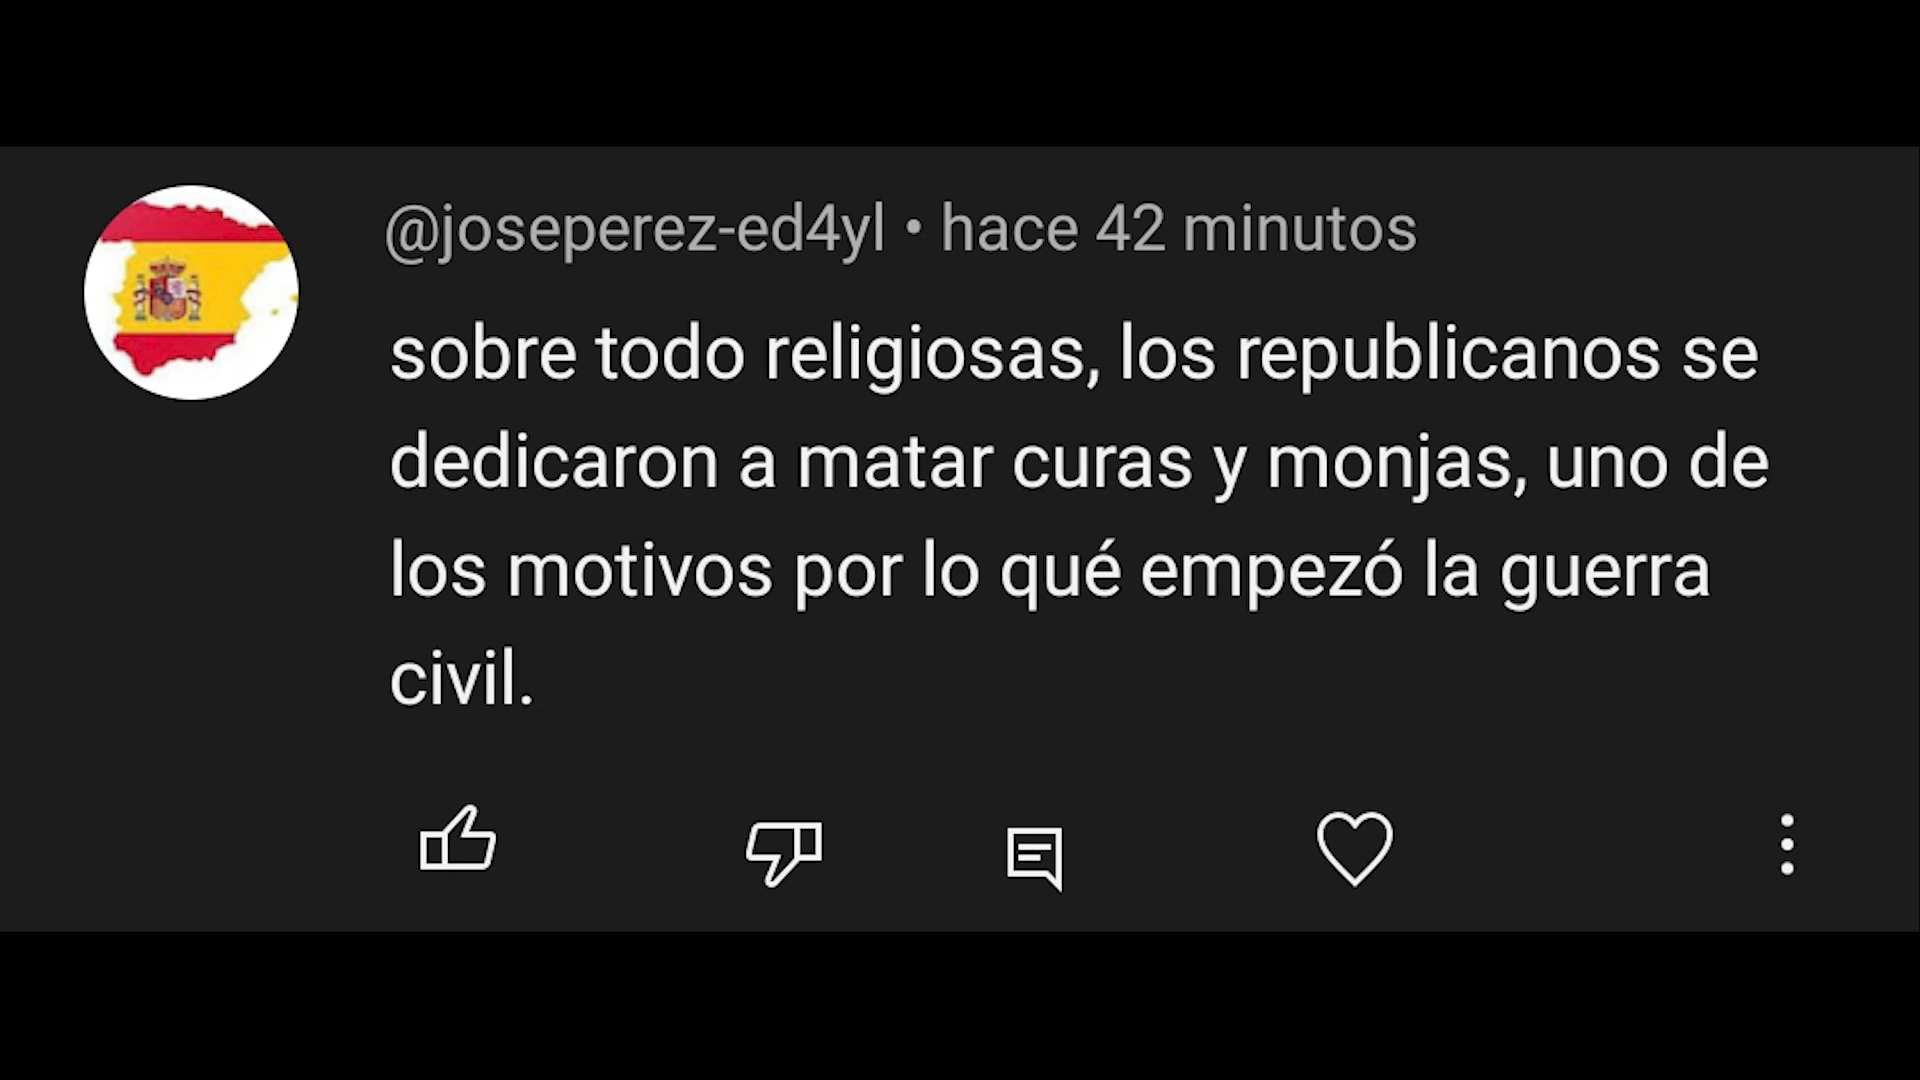 @joseperez-ed4yl • hace 42 minutos
sobre todo religiosas, los republicanos se
dedicaron a matar curas y monjas, uno de
los motivos por lo qué empezó la guerra
civil.